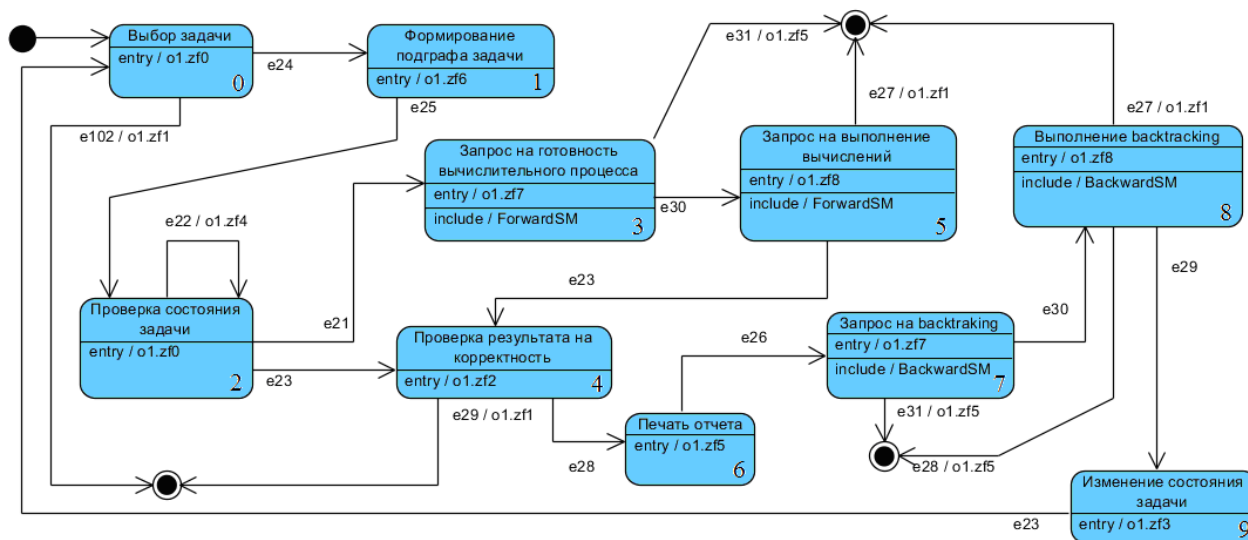 Выбор задачи
entry / o1.zf0
0
e24
Формирование
подграфа задачи
entry / o1.zf6
1
e31 / o1.zf5
e25
e102 / o1.zf1
e27 / o1.zf1
e27 / o1.zf1
Запрос на готовность
вычислительного процесса
entry / o1.zf7
include / ForwardSM
3
e30
Запрос на выполнение
вычислений
entry / o1.zf8
include / ForwardSM
5
Выполнение backtracking
entry / o1.zf8
include / BackwardSM
8
e22 / o1.zf4
e23
e29
Проверка состояния
задачи
entry / o1.zf0
2
e21
e23
Проверка результата на
корректность
entry / o1.zf2
4
e26
Запрос на backtraking
entry / o1.zf7
include / BackwardSM
7
e30
e29 / o1.zf1
e28
Печать отчета
entry / o1.zf5
6
e31 / o1.zf5
e28 / o1.zf5
Изменение состояния
задачи
entry / o1.zf3
9
e23